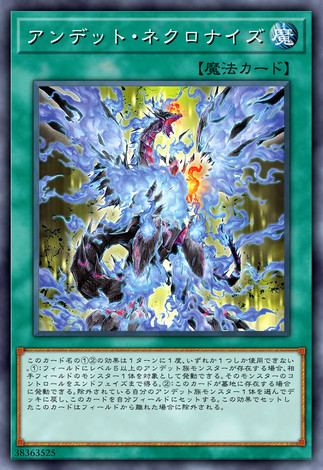 アンデット・ネクロナイズ
魔
【魔法カード】
このカード名の①②の効果は1ターンに1度、いずれか1つしか使用できない
。①:フィールドにレベル5以上のアンデット族モンスターが存在する場合、相
手フィールドのモンスター1体を対象として発動できる。そのモンスターのコ
ントロールをエンドフェイズまで得る。②:このカードが墓地に存在する場合
に発動できる。除外されている自分のアンデット族モンスター1体を選んでデ
ッキに戻し、このカードを自分フィールドにセットする。この効果でセットし
たこのカードはフィールドから離れた場合に除外される。
38363525